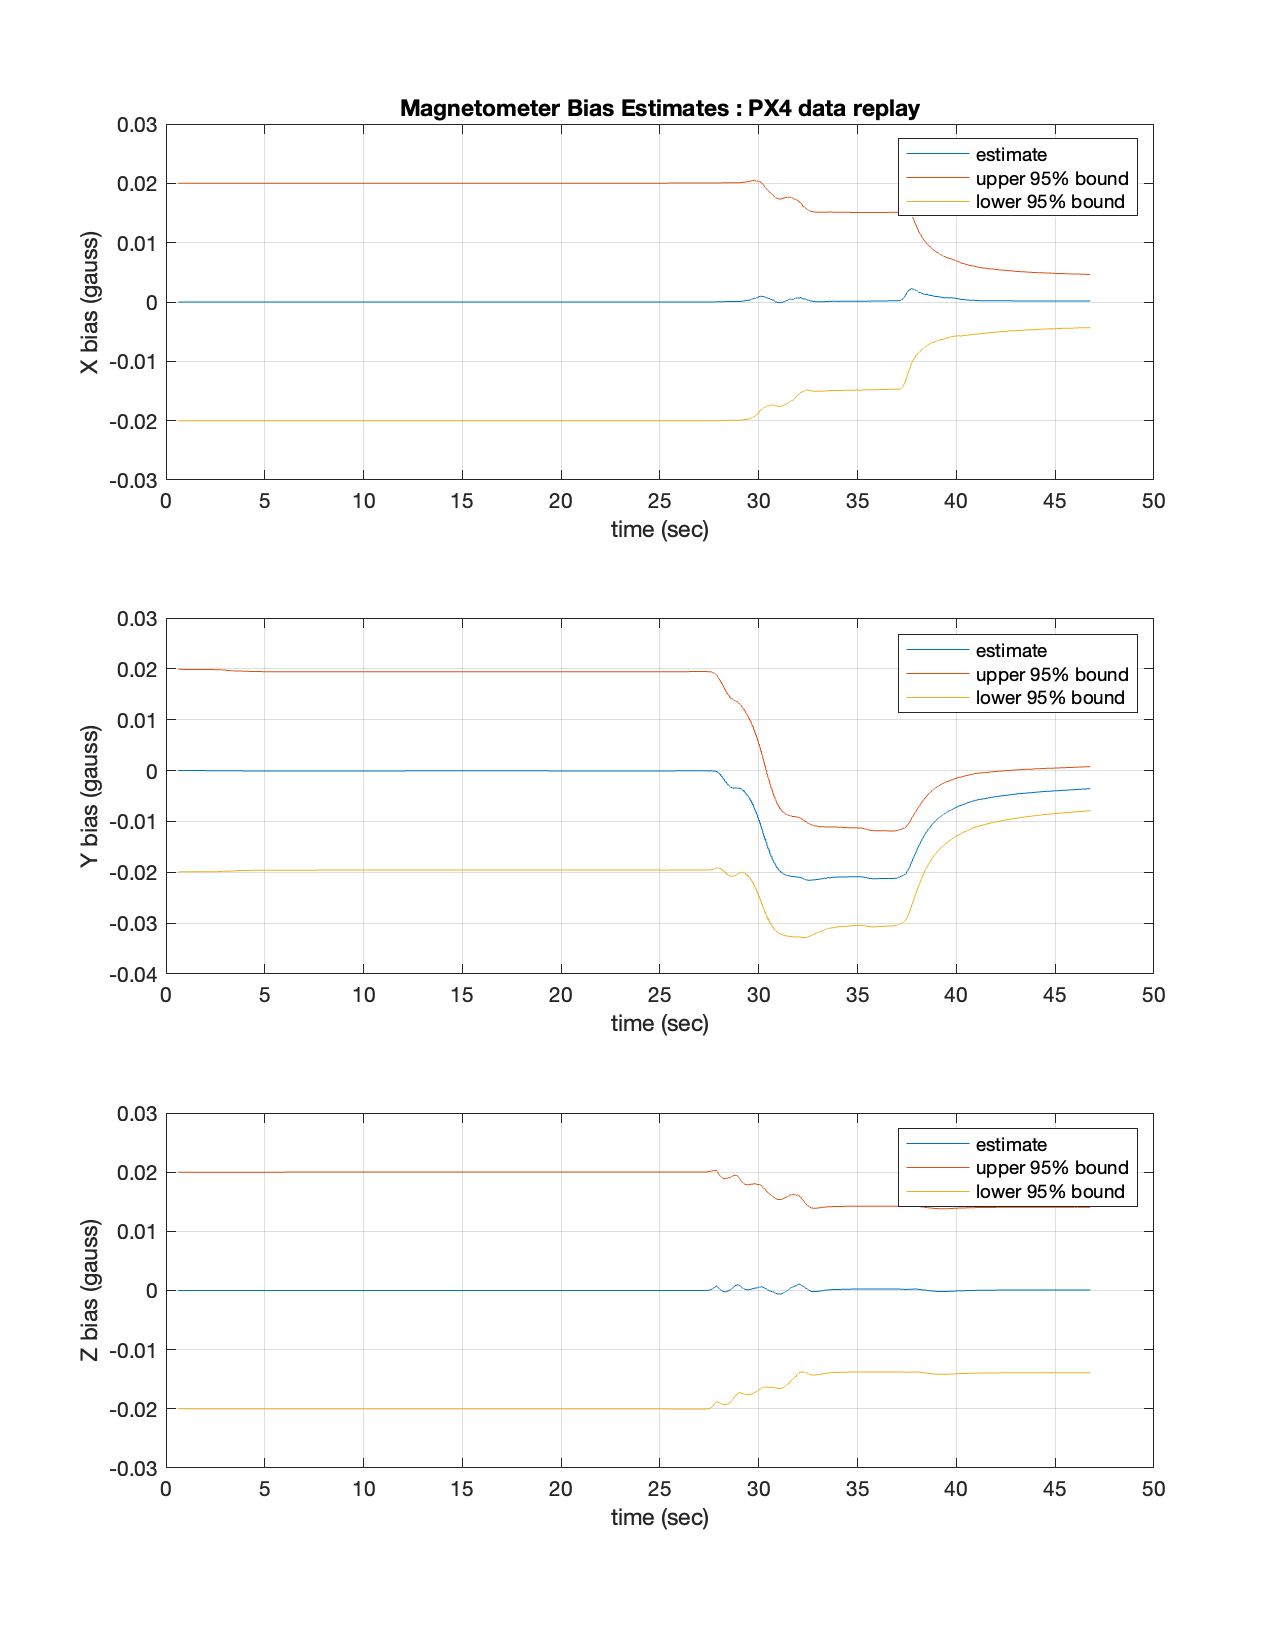 Magnetometer Bias Estimates : PX4 data replay
0.03
0.02
0.01
0
-0.01
-0.02
-0.03
X bias (gauss)
estimate
upper 95% bound
lower 95% bound
0 5 10 15 20 25 30 35 40 45 50
time (sec)
0.03
0.02
0.01
0
-0.01
-0.02
-0.03
-0.04
Y bias (gauss)
estimate
upper 95% bound
lower 95% bound
0 5 10 15 20 25 30 35 40 45 50
time (sec)
0.03
0.02
0.01
0
-0.01
-0.02
-0.03
Z bias (gauss)
estimate
upper 95% bound
lower 95% bound
0 5 10 15 20 25 30 35 40 45 50
time (sec)